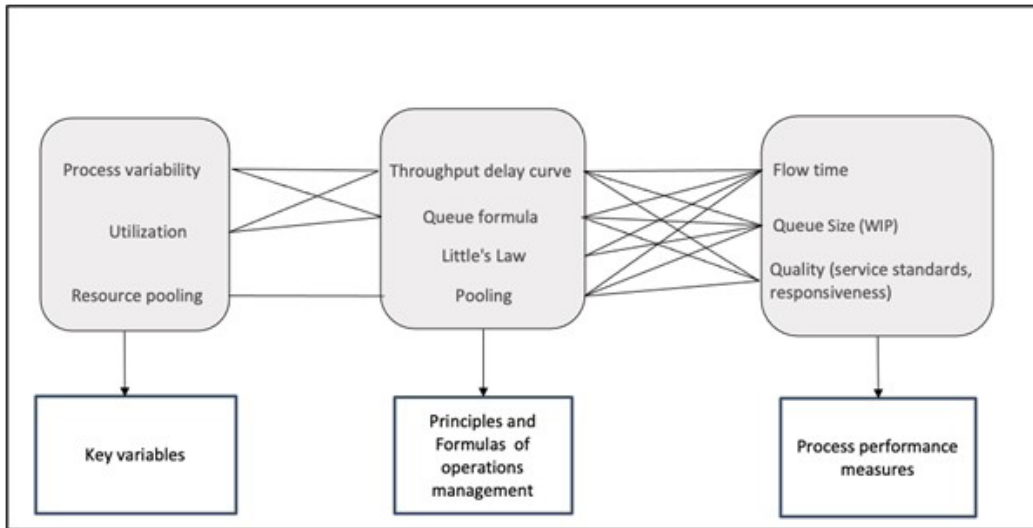 Process variability
Utilization
Resource pooling
Throughput delay curve
Queue formula
Little's Law
Pooling
Flow time
Queue Size (WIP)
Quality (service standards,
responsiveness)
Key variables
Principles and
Formulas of
operations
management
Process performance
measures